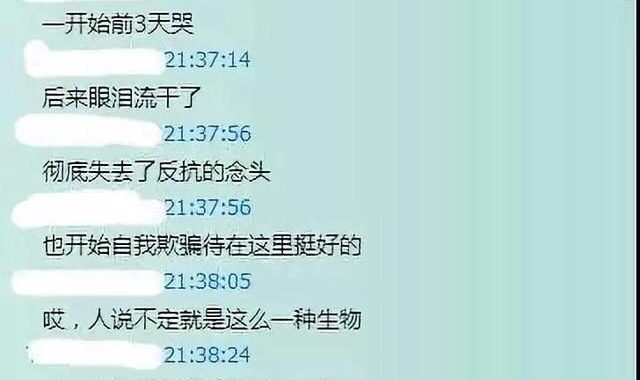 一开始前3天哭
21:37:14
后来眼泪流干了
21:37:56
彻底失去了反抗的念头
21:37:56
也开始自我欺骗待在这里挺好的
21:38:05
哎，人说不定就是这么一种生物
21:38:24